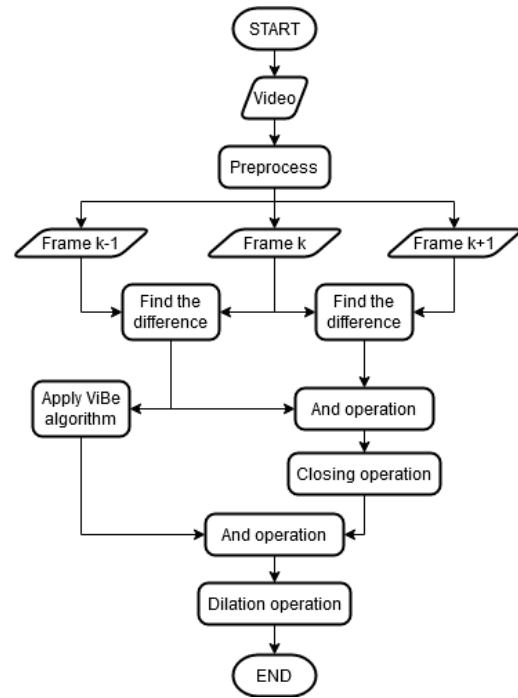 START
Video
Preprocess
Frame k-1
Frame k
Frame k+1
Find the
difference
Find the
difference
Apply ViBe
algorithm
And operation
Closing operation
And operation
Dilation operation
END